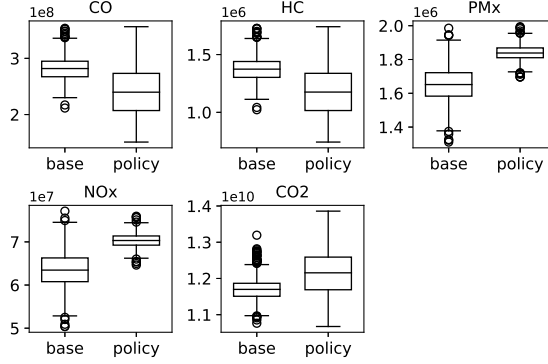 CO
1e8
3
2
base policy
HC
1e6
1.5
1.0
base policy
PMx
1e6
2.0
1.8
1.6
1.4
base policy
NOx
1e7
7
6
5
base policy
CO2
1e10
1.4
1.3
1.2
1.1
base policy